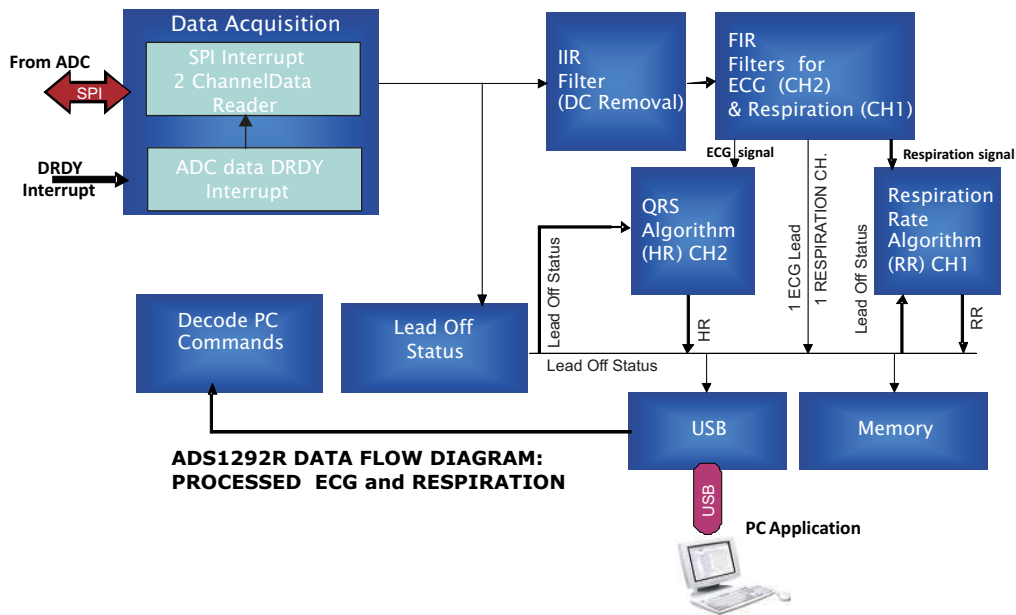 Data Acquisition
From ADC
SPI
SPI Interrupt
2 ChannelData
Reader
DRDY
Interrupt
ADC data DRDY
Interrupt
IIR
Filter
(DC Removal)
FIR
Filters for
ECG (CH2)
& Respiration (CH1)
ECG signal
1 ECG Lead
1 RESPIRATION CH.
Respiration signal
QRS
Algorithm
(HR) CH2
Respiration
Rate
Algorithm
(RR) CH1
Lead Off Status
HR
Lead Off Status
RR
Decode PC
Commands
Lead Off
Status
Lead Off Status
USB
Memory
ADS1292R DATA FLOW DIAGRAM:
PROCESSED ECG and RESPIRATION
USB
PC Application